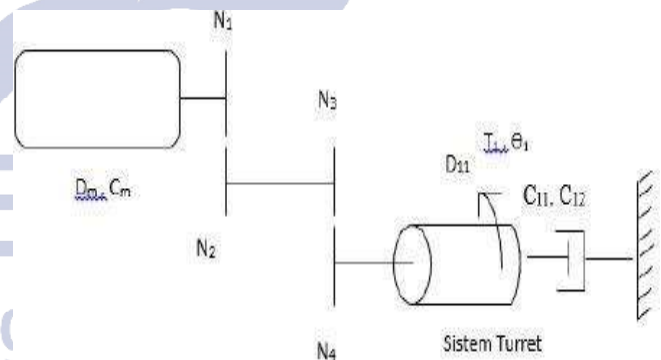 N₁
N₃
T₁, θ₁
D₁₁
Dₘ, Cₘ
C₁₁, C₁₂
N₂
Sistem Turret
N₄